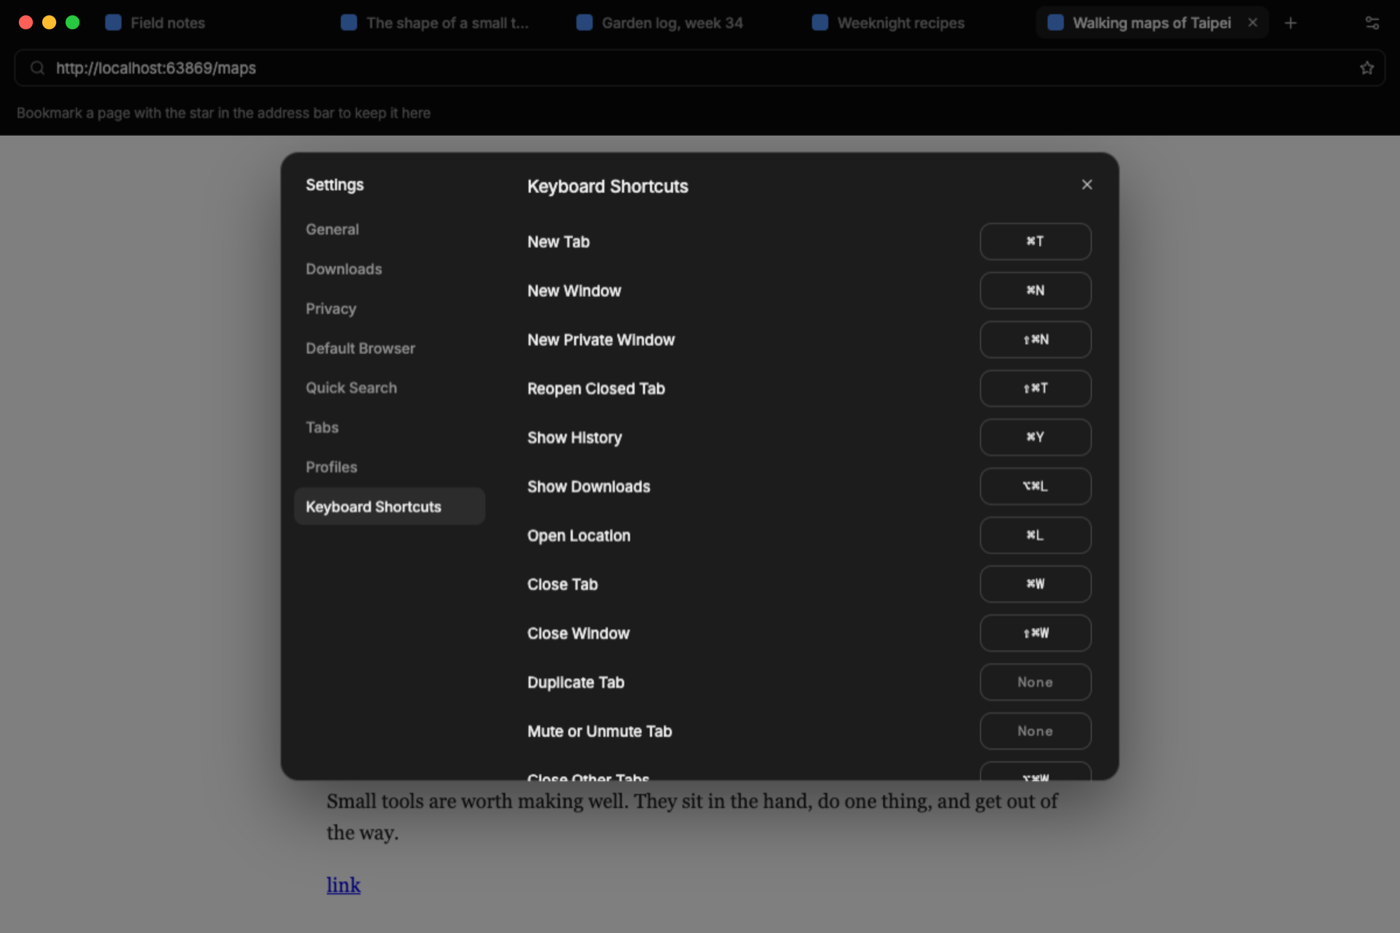 Field notes
The shape of a small t...
Garden log, week 34
Weeknight recipes
Walking maps of Taipei
http://localhost:63869/maps
Bookmark a page with the star in the address bar to keep it here
Settings
General
Downloads
Privacy
Default Browser
Quick Search
Tabs
Profiles
Keyboard Shortcuts
Keyboard Shortcuts
New Tab ⌘T
New Window ⌘N
New Private Window ⇧⌘N
Reopen Closed Tab ⇧⌘T
Show History ⌘Y
Show Downloads ⌥⌘L
Open Location ⌘L
Close Tab ⌘W
Close Window ⇧⌘W
Duplicate Tab None
Mute or Unmute Tab None
Close Other Tabs ⌥⌘W
Small tools are worth making well. They sit in the hand, do one thing, and get out of
the way.
link